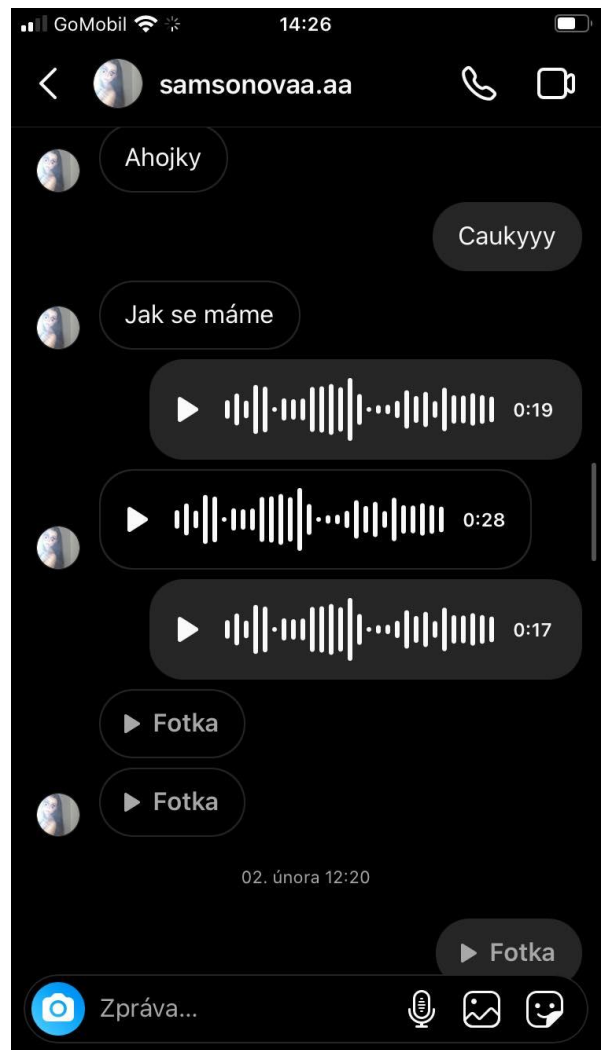 GoMobil 14:26
samsonovaa.aa
Ahojky
Caukyyy
Jak se máme
0:19
0:28
0:17
Fotka
Fotka
02. února 12:20
Fotka
Zpráva...